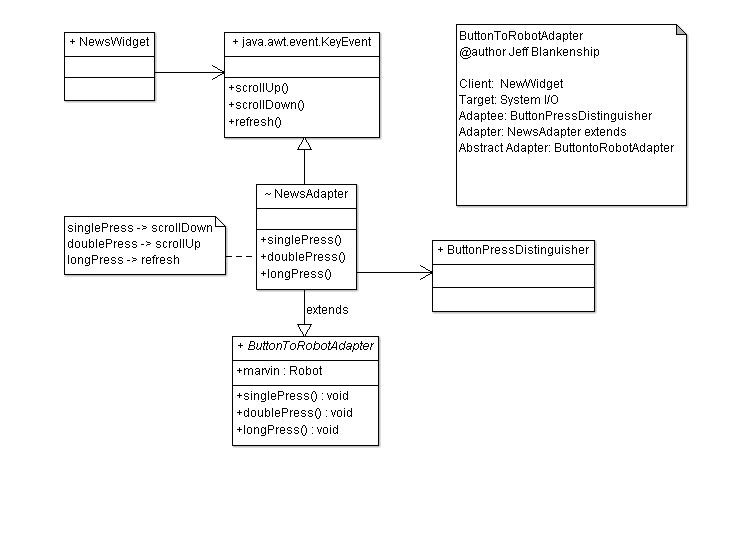 + NewsWidget
+ java.awt.event.KeyEvent
+scrollUp()
+scrollDown()
+refresh()
ButtonToRobotAdapter
@author Jeff Blankenship
Client:  NewWidget
Target: System I/O
Adaptee: ButtonPressDistinguisher
Adapter: NewsAdapter extends
Abstract Adapter: ButtontoRobotAdapter
~ NewsAdapter
+singlePress()
+doublePress()
+longPress()
singlePress -> scrollDown
doublePress -> scrollUp
longPress -> refresh
+ ButtonPressDistinguisher
extends
+ ButtonToRobotAdapter
+marvin : Robot
+singlePress() : void
+doublePress() : void
+longPress() : void